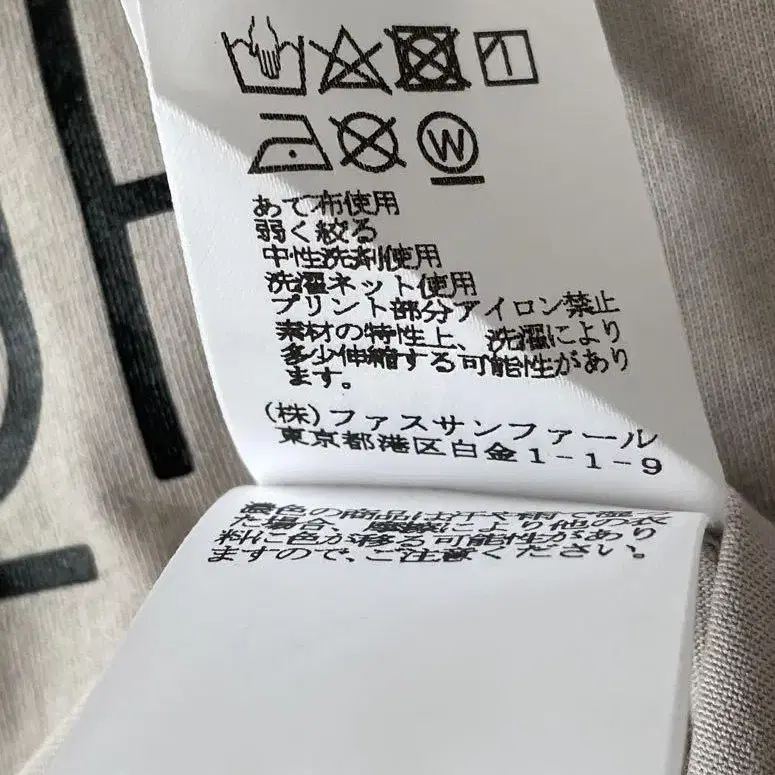 W
あて布使用
弱く絞る
中性洗剤使用
洗濯ネット使用
プリント部分アイロン禁止
素材の特性上、洗濯により
多少伸縮する可能性があり
ます。
(株)ファスサンファール
東京都港区白金1-1-9
濃色の商品は汗や雨で湿っ
た場合、摩擦により他の衣
料に色が移る可能性があり
ますので、ご注意ください。